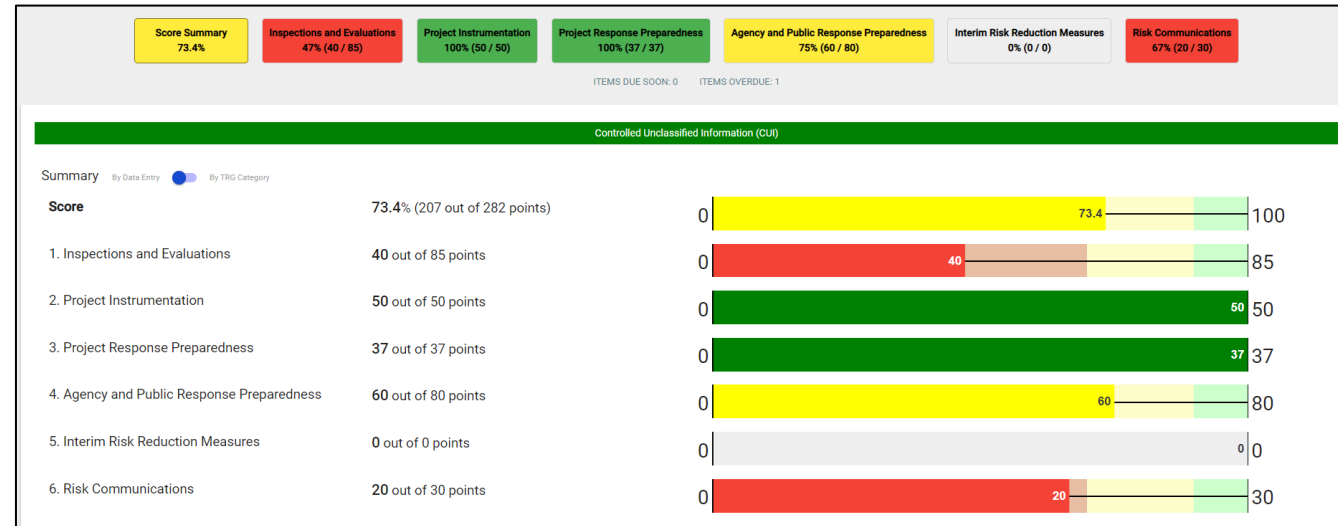 Score Summary
73.4%
Inspections and Evaluations
47% (40 / 85)
Project Instrumentation
100% (50 / 50)
Project Response Preparedness
100% (37 / 37)
Agency and Public Response Preparedness
75% (60 / 80)
Interim Risk Reduction Measures
0% (0 / 0)
Risk Communications
67% (20 / 30)
ITEMS DUE SOON: 0 ITEMS OVERDUE: 1
Controlled Unclassified Information (CUI)
Summary By Data Entry By TRG Category
Score 73.4% (207 out of 282 points) 0 73.4 100
1. Inspections and Evaluations 40 out of 85 points 0 40 85
2. Project Instrumentation 50 out of 50 points 0 50 50
3. Project Response Preparedness 37 out of 37 points 0 37 37
4. Agency and Public Response Preparedness 60 out of 80 points 0 60 80
5. Interim Risk Reduction Measures 0 out of 0 points 0 0 0
6. Risk Communications 20 out of 30 points 0 20 30